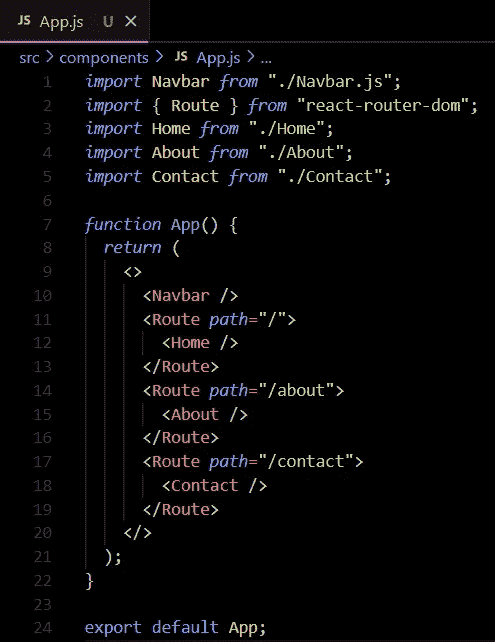 JS App.js U ×
src > components > JS App.js > ...
1 import Navbar from "./Navbar.js";
2 import { Route } from "react-router-dom";
3 import Home from "./Home";
4 import About from "./About";
5 import Contact from "./Contact";
6
7 function App() {
8   return (
9     <>
10       <Navbar />
11       <Route path="/">
12         <Home />
13       </Route>
14       <Route path="/about">
15         <About />
16       </Route>
17       <Route path="/contact">
18         <Contact />
19       </Route>
20     </>
21   );
22 }
23
24 export default App;